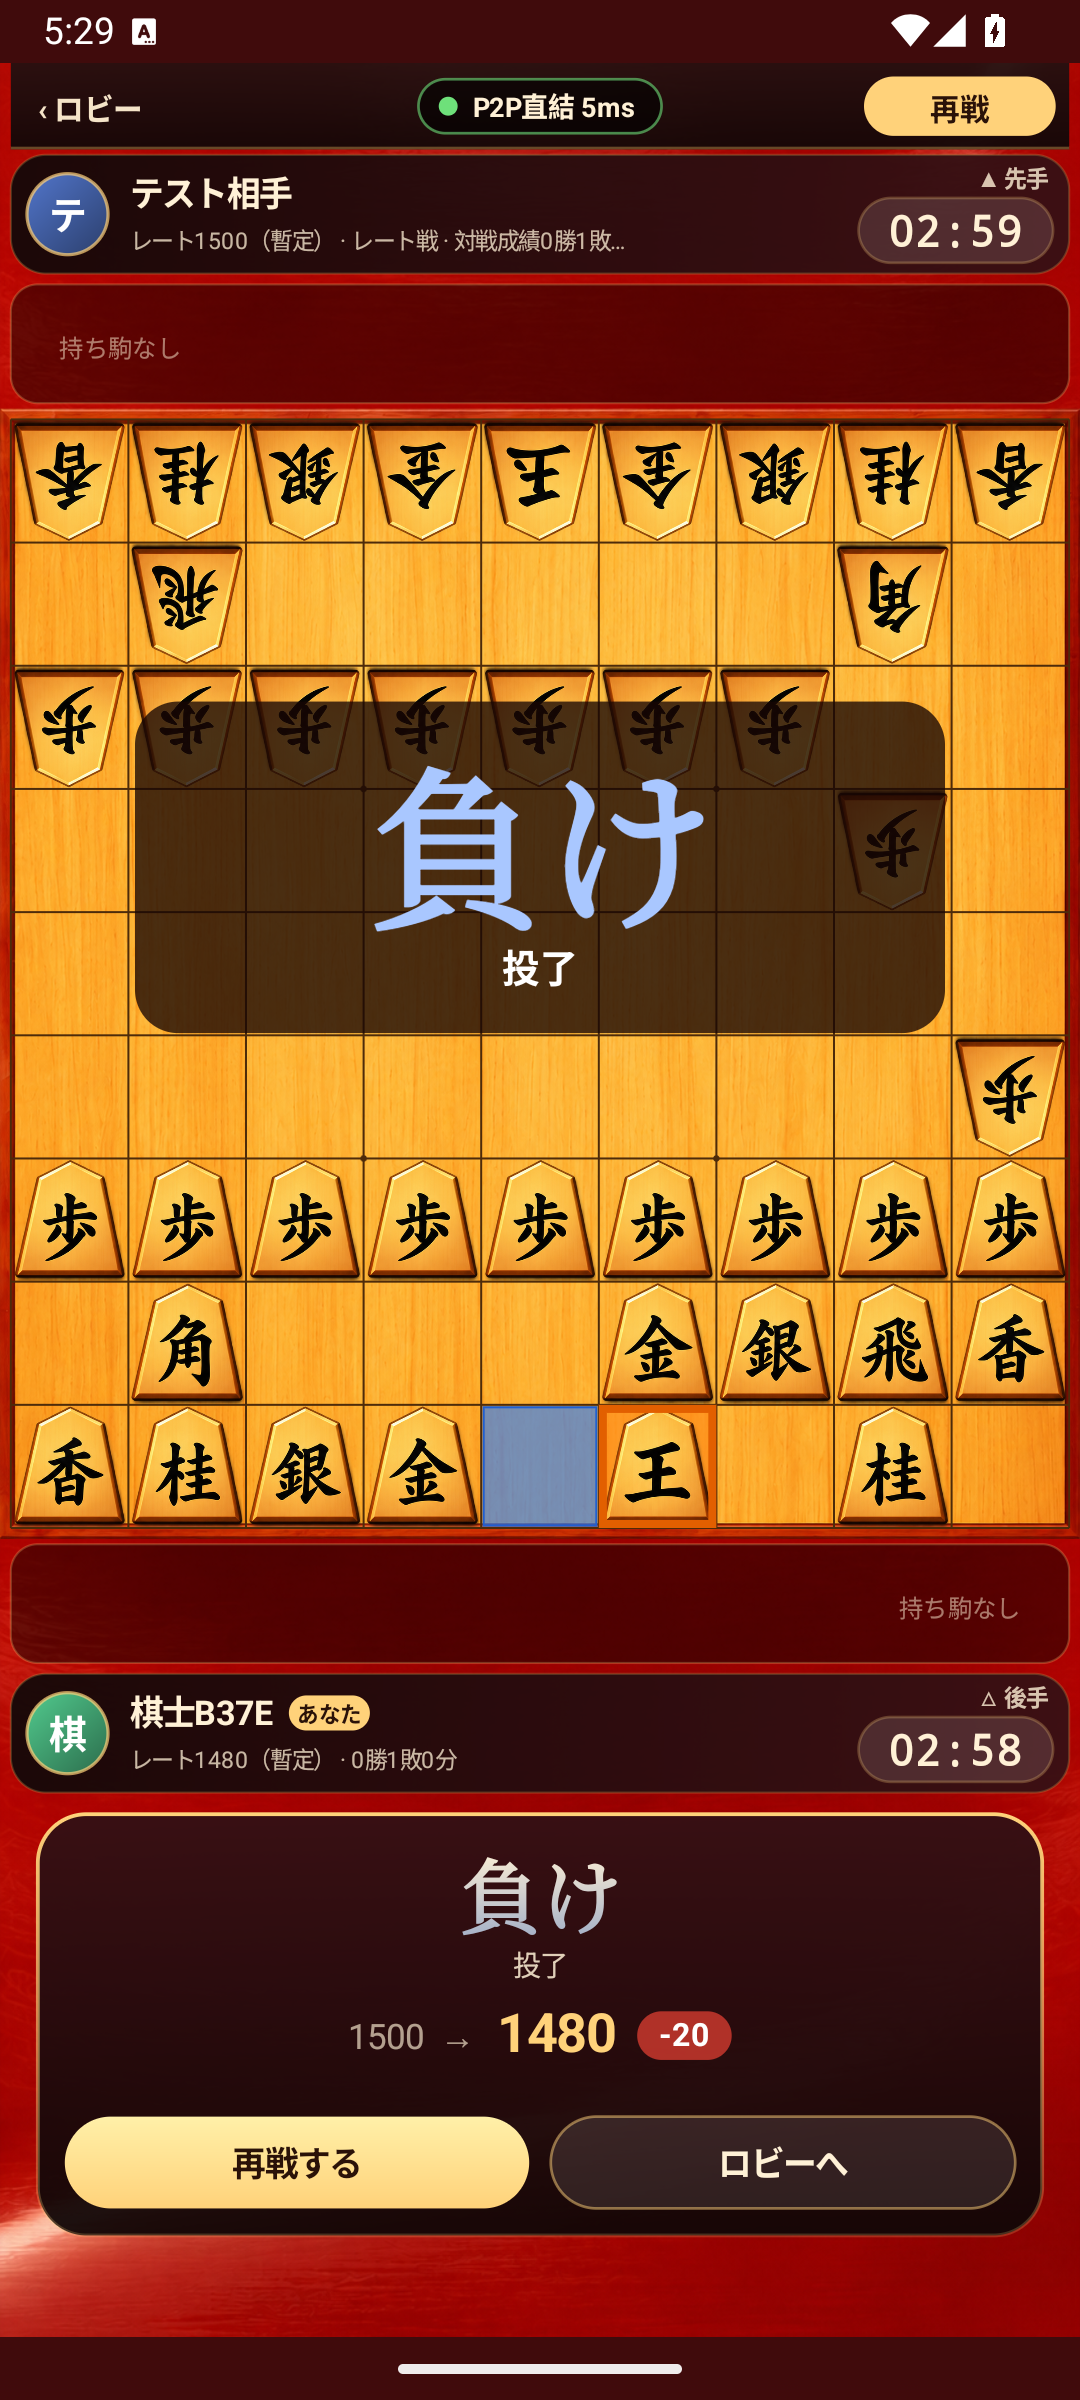 5:29
‹ ロビー
P2P直結 5ms
再戦
テ
テスト相手
レート1500（暫定）· レート戦 · 対戦成績0勝1敗...
▲ 先手
02:59
持ち駒なし
香 桂 銀 金 玉 金 銀 桂 香
飛 角
歩 歩 歩 歩 歩 歩 歩
歩
負け
投了
歩
歩 歩 歩 歩 歩 歩 歩 歩 歩
角 金 銀 飛 香
香 桂 銀 金 王 桂
持ち駒なし
棋
棋士B37E あなた
レート1480（暫定）· 0勝1敗0分
△ 後手
02:58
負け
投了
1500 → 1480 -20
再戦する
ロビーへ